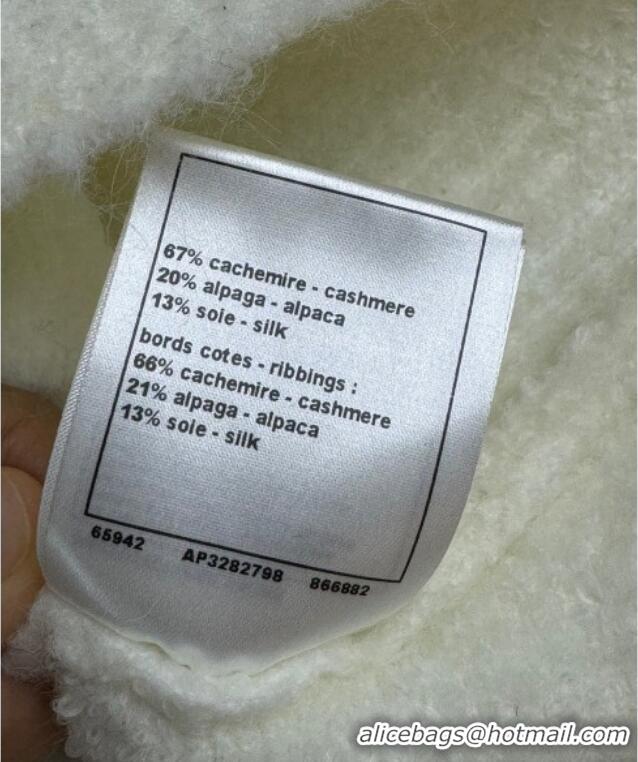 67% cachemire - cashmere
20% alpaga - alpaca
13% soie - silk
bords cotes - ribbings :
66% cachemire - cashmere
21% alpaga - alpaca
13% soie - silk
65942 AP3282798 866882
alicebags@hotmail.com